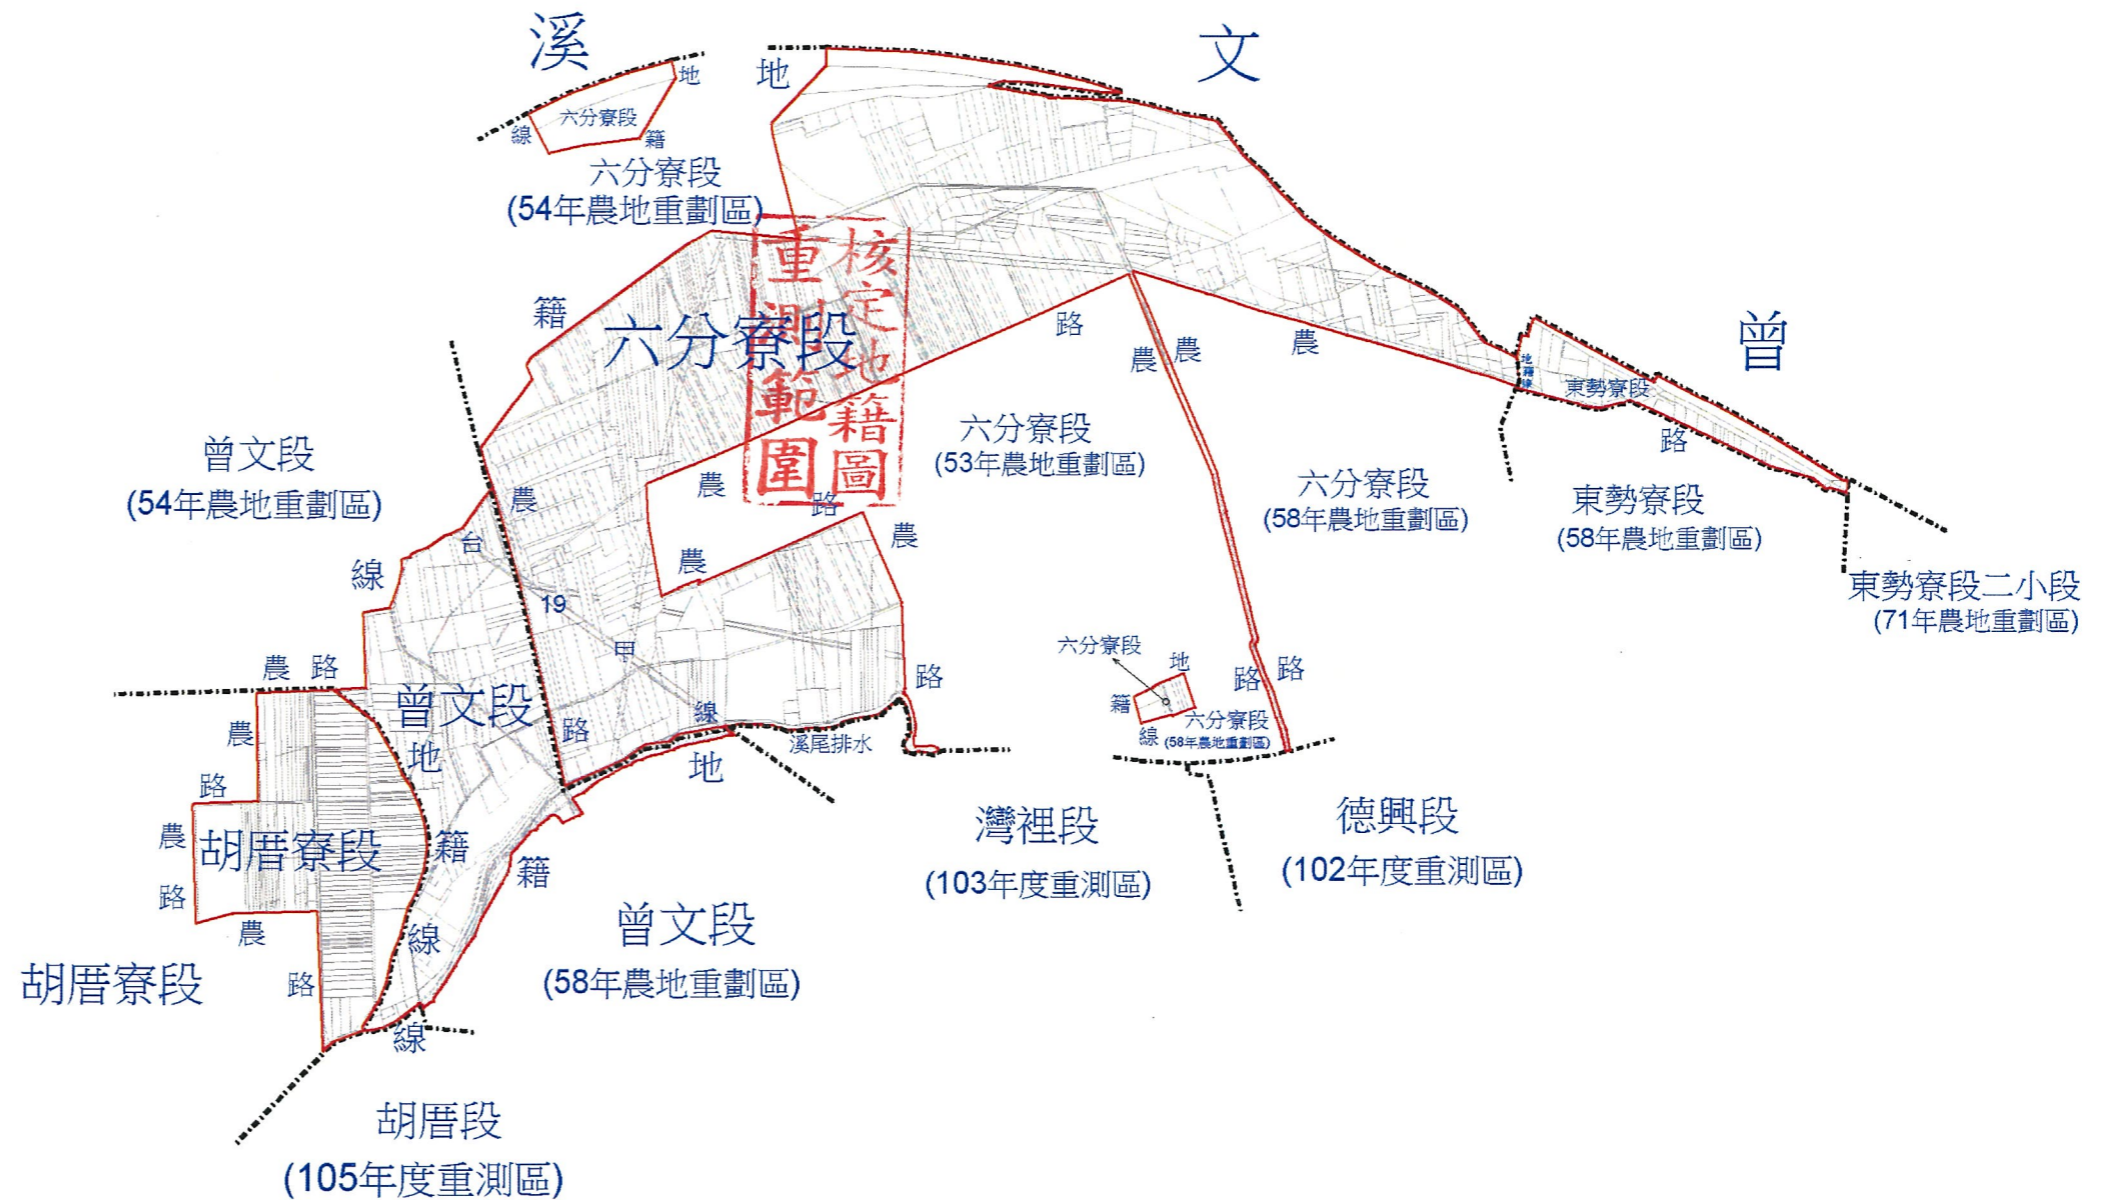 溪
文
曾
地
六分寮段
線
籍
六分寮段
(54年農地重劃區)
地
核定地籍圖
重測範圍
籍
六分寮段
路
農
農
農
地籍線
東勢寮段
路
曾文段
(54年農地重劃區)
農
農
路
農
農
六分寮段
(53年農地重劃區)
六分寮段
(58年農地重劃區)
東勢寮段
(58年農地重劃區)
東勢寮段二小段
(71年農地重劃區)
線
台
19
甲
線
六分寮段
地
籍
線
六分寮段
(58年農地重劃區)
路
路
路
農
路
曾文段
地
路
溪尾排水
地
農
路
農
路
胡厝寮段
籍
籍
農
線
路
胡厝寮段
線
灣裡段
(103年度重測區)
德興段
(102年度重測區)
曾文段
(58年農地重劃區)
胡厝段
(105年度重測區)